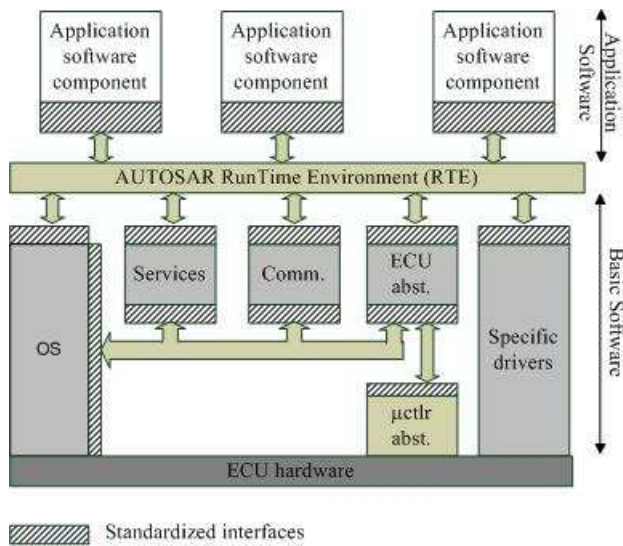 Application
software
component
Application
software
component
Application
software
component
Application
Software
AUTOSAR RunTime Environment (RTE)
OS
Services
Comm.
ECU
abst.
Specific
drivers
µctlr
abst.
Basic Software
ECU hardware
Standardized interfaces